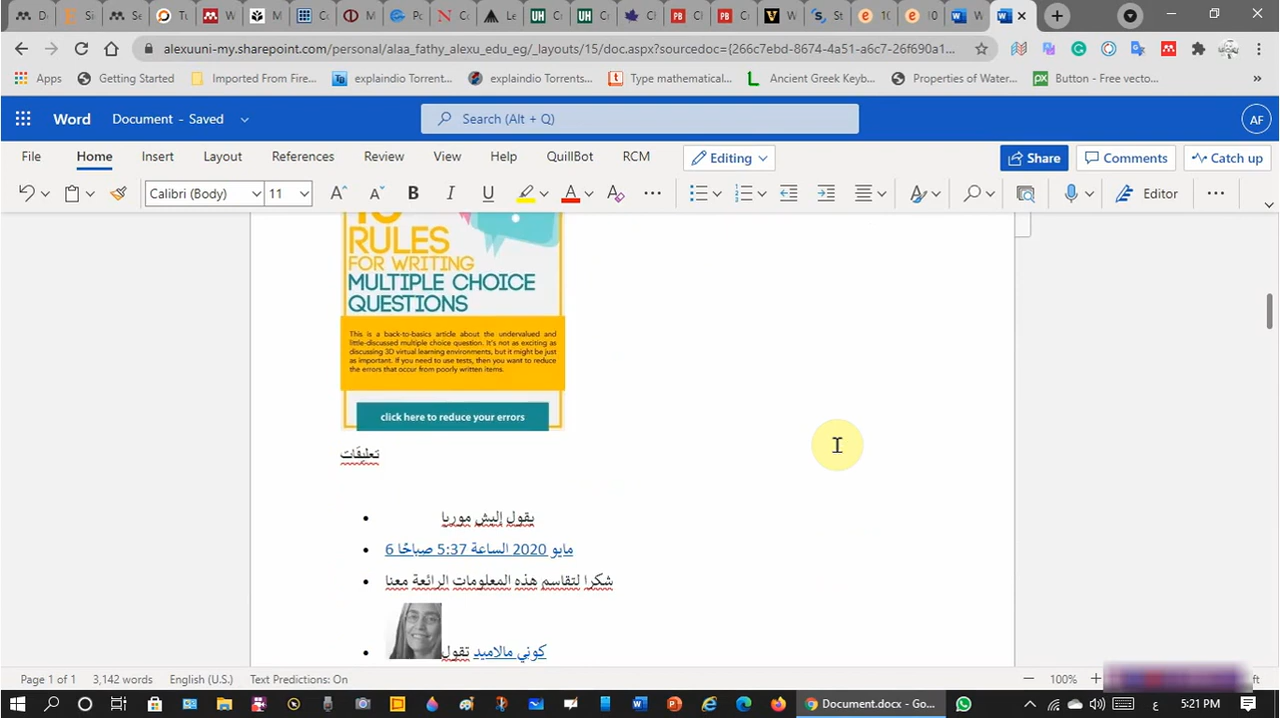 alexuuni-my.sharepoint.com/personal/alaa_fathy_alexu_edu_eg/_layouts/15/doc.aspx?sourcedoc={266c7ebd-8674-4a51-a6c7-26f690a1...
Apps Getting Started Imported From Fire... explaindio Torrent... explaindio Torrents... Type mathematical... Ancient Greek Keyb... Properties of Water... Button - Free vecto... »
Word Document - Saved Search (Alt + Q) AF
File Home Insert Layout References Review View Help QuillBot RCM Editing Share Comments Catch up
Calibri (Body) 11 A A B I U A Editor
RULES
FOR WRITING
MULTIPLE CHOICE
QUESTIONS
This is a back-to-basics article about the undervalued and
little-discussed multiple choice question. It's not as exciting as
discussing 3D virtual learning environments, but it might be just
as important. If you need to use tests, then you want to reduce
the errors that occur from poorly written items.
click here to reduce your errors
تعليقات
يقول إليش موريا
6 مايو 2020 الساعة 5:37 صباحًا
شكرا لتقاسم هذه المعلومات الرائعة معنا
كوني مالاميد تقول
Page 1 of 1 3,142 words English (U.S.) Text Predictions: On 100%
Document.docx - Go... ع 5:21 PM